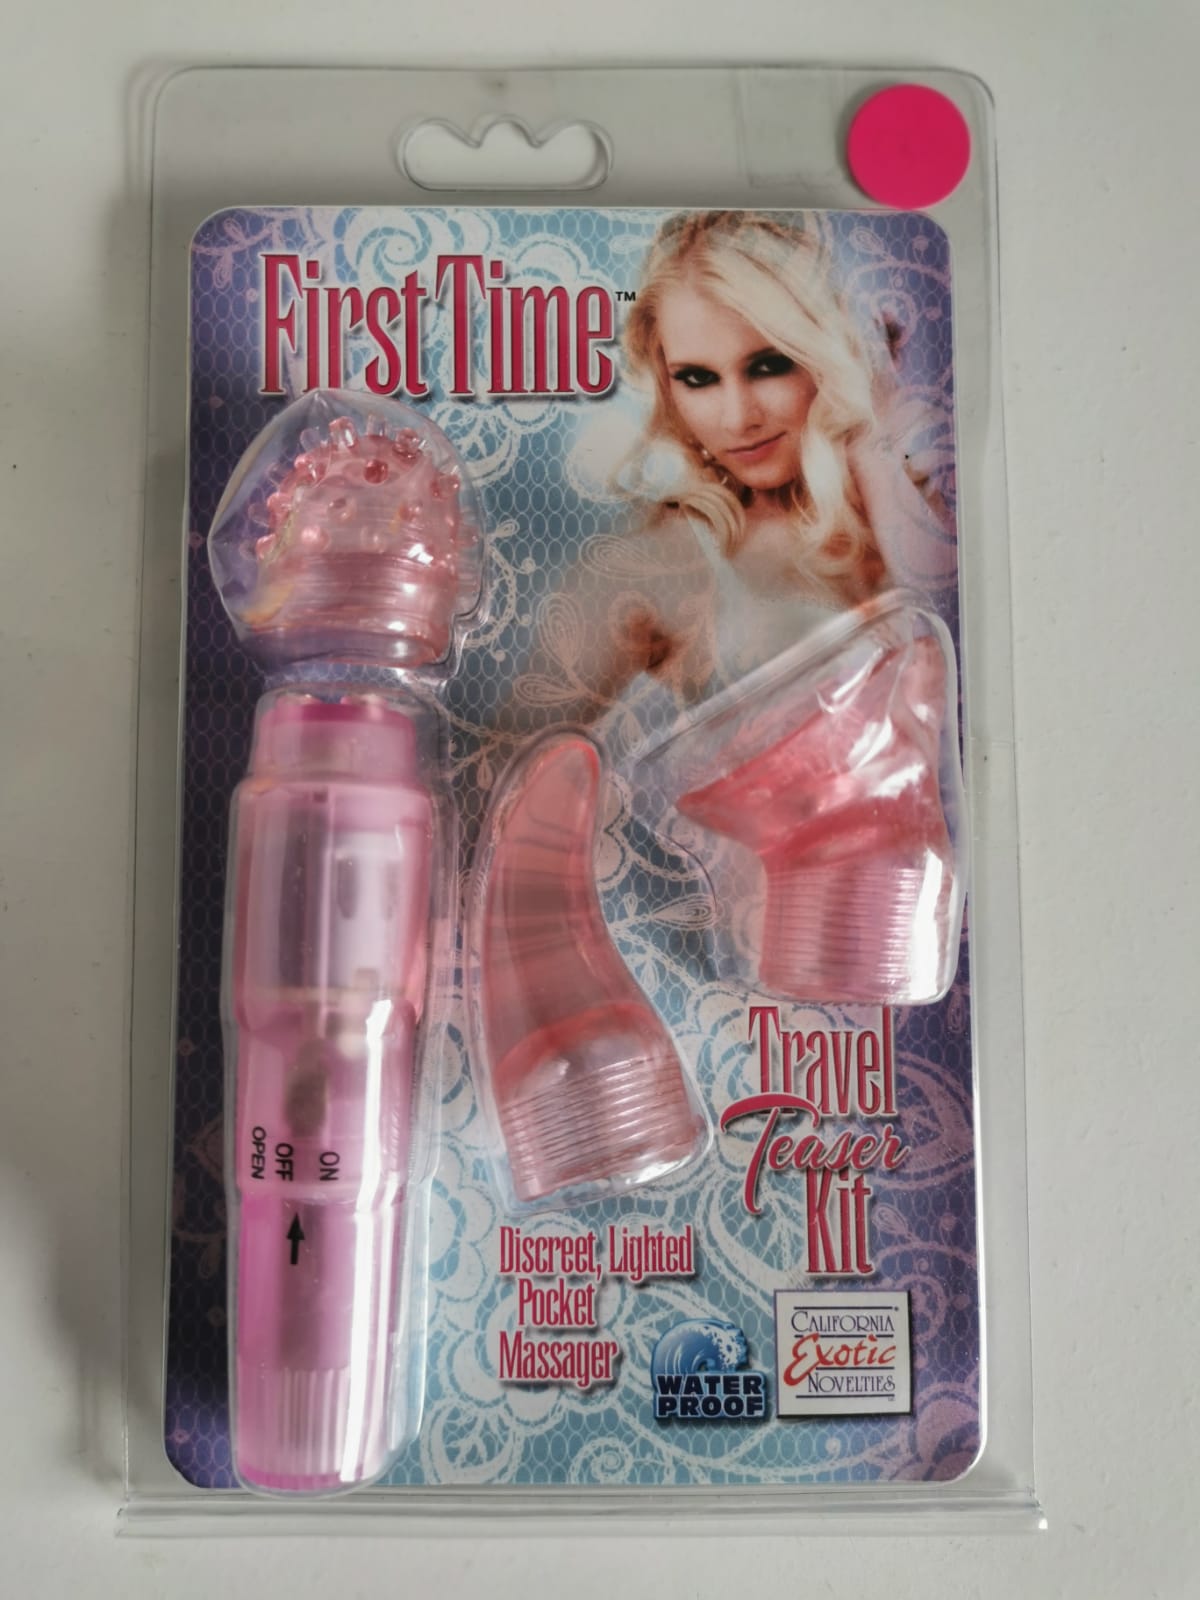 First Time™
OPEN
OFF
ON
Travel
Teaser
Kit
Discreet, Lighted
Pocket
Massager
WATER
PROOF
CALIFORNIA
Exotic
NOVELTIES